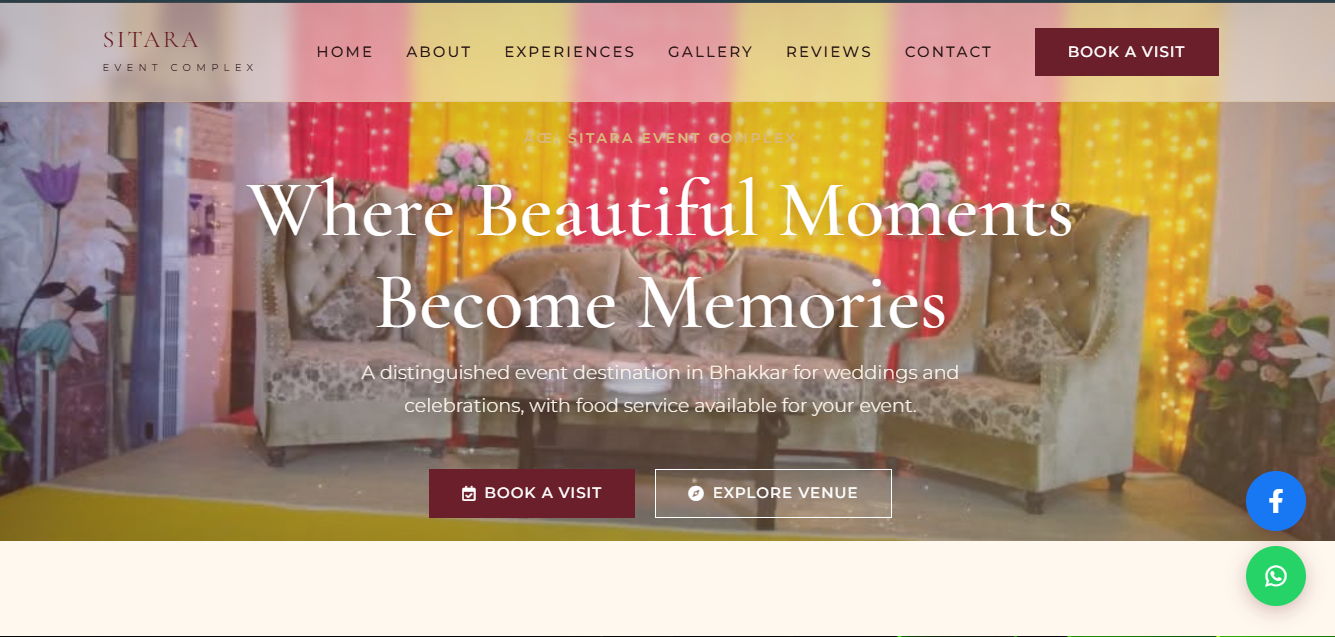 SITARA
EVENT COMPLEX
HOME ABOUT EXPERIENCES GALLERY REVIEWS CONTACT BOOK A VISIT
SITARA EVENT COMPLEX
Where Beautiful Moments
Become Memories
A distinguished event destination in Bhakkar for weddings and
celebrations, with food service available for your event.
BOOK A VISIT EXPLORE VENUE